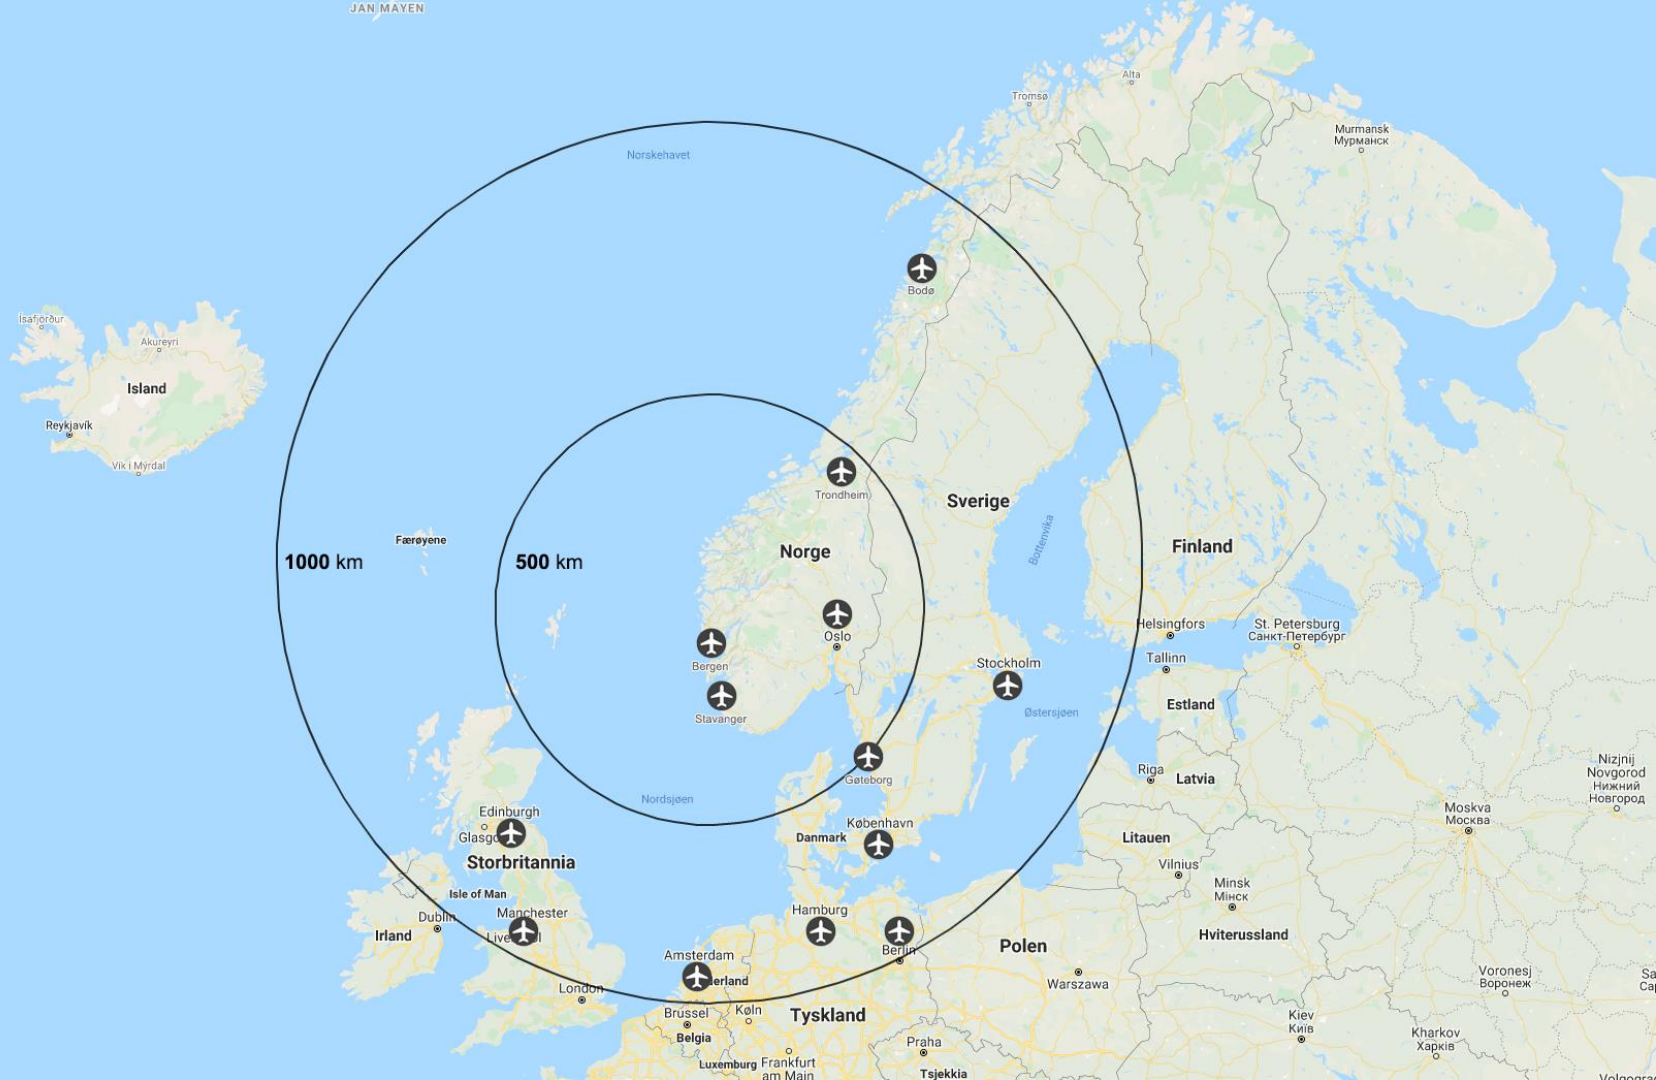 JAN MAYEN
Alta
Tromsø
Murmansk
Мурманск
Norskehavet
Bodø
Ísafjörður
Akureyri
Island
Reykjavík
Vík i Mýrdal
Trondheim
Sverige
Bottenvika
Færøyene
Norge
Finland
1000 km
500 km
Helsingfors
St. Petersburg
Санкт-Петербург
Oslo
Bergen
Stockholm
Tallinn
Stavanger
Østersjøen
Estland
Gøteborg
Riga
Latvia
Nizjnij
Novgorod
Нижний
Новгород
Nordsjøen
Moskva
Москва
Edinburgh
København
Danmark
Litauen
Storbritannia
Vilnius
Isle of Man
Minsk
Мінск
Manchester
Hamburg
Dublin
Irland
Berlin
Polen
Hviterussland
Amsterdam
Warszawa
Voronesj
Воронеж
London
Brussel
Køln
Tyskland
Kiev
Київ
Belgia
Praha
Kharkov
Харків
Luxemburg
Frankfurt
am Main
Tsjekkia